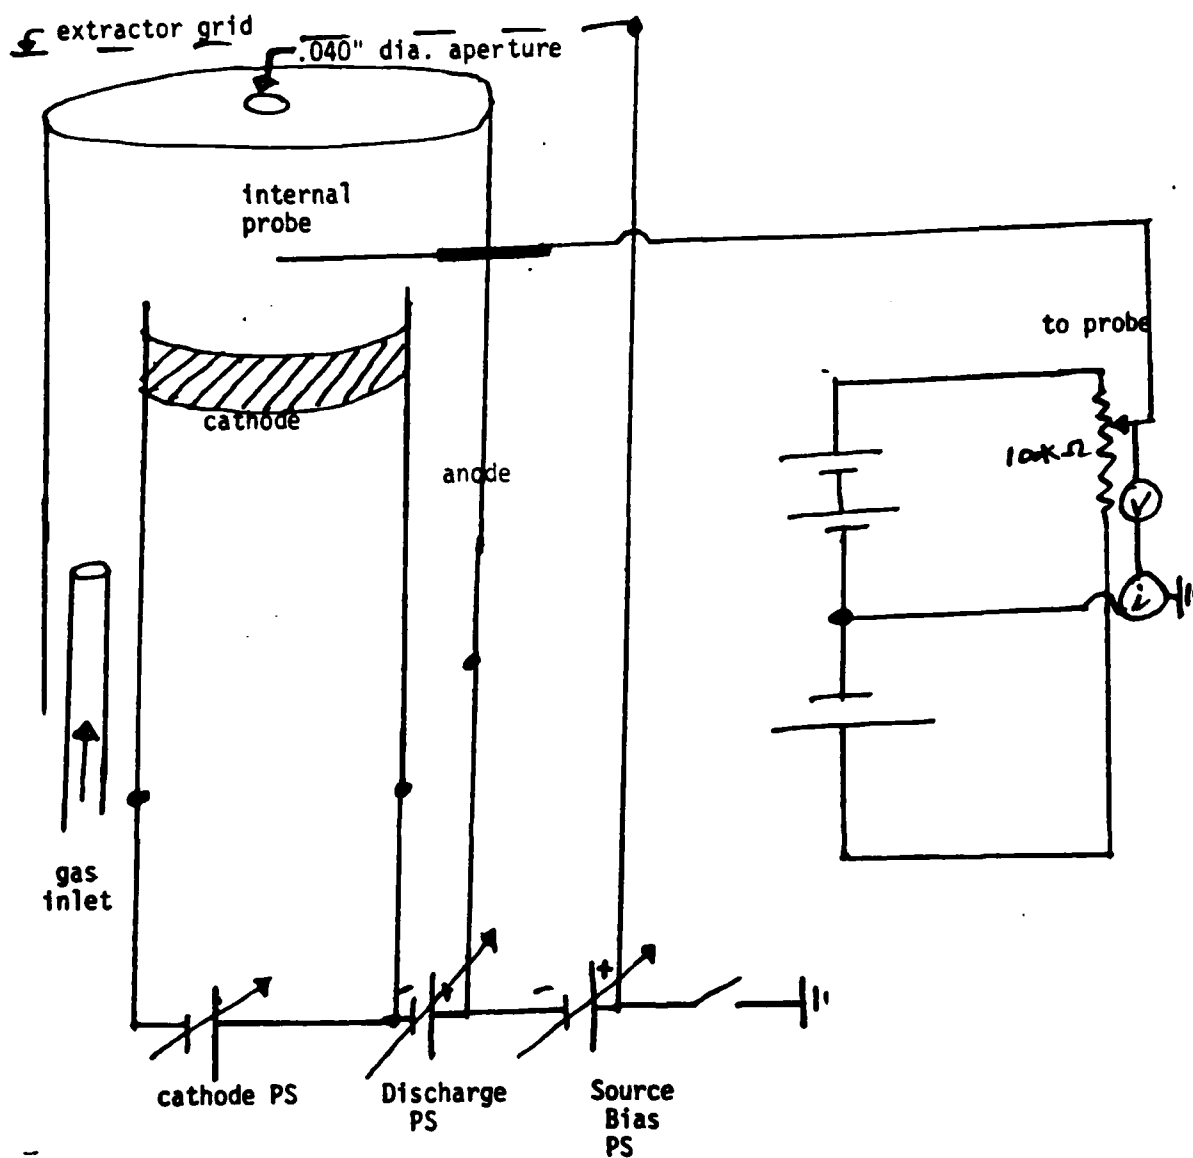 extractor grid
.040" dia. aperture
internal
probe
to probe
cathode
100KΩ
anode
V
i
gas
inlet
-
+
-
+
cathode PS
Discharge
PS
Source
Bias
PS